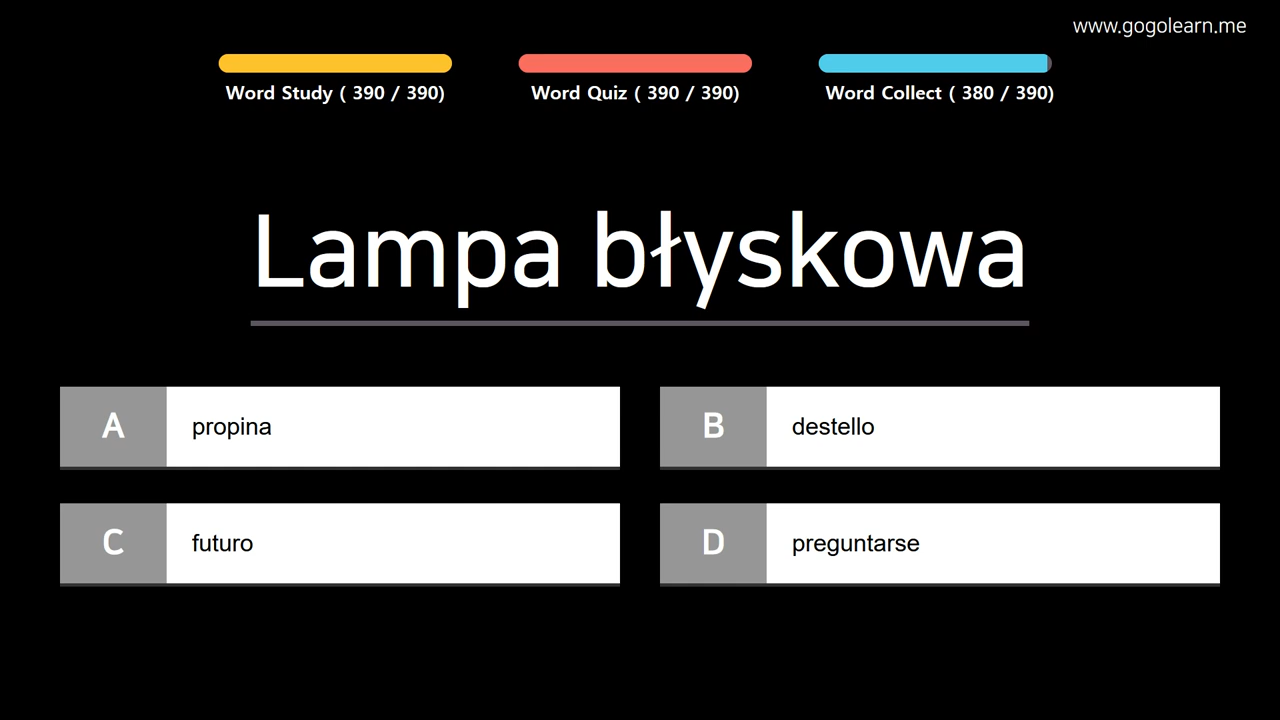 www.gogolearn.me
Word Study ( 390 / 390)
Word Quiz ( 390 / 390)
Word Collect ( 380 / 390)
Lampa błyskowa
A propina
B destello
C futuro
D preguntarse